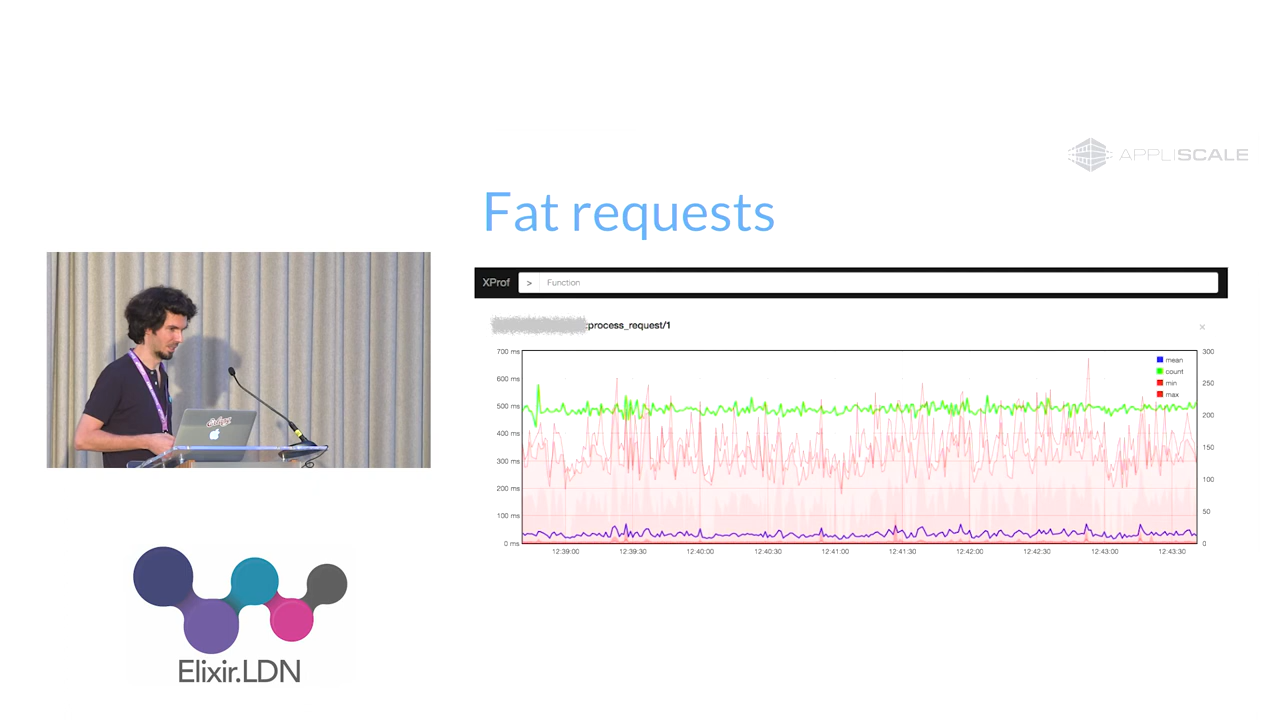 APPLISCALE
Fat requests
XProf > Function
:process_request/1 ×
700 ms
600 ms
500 ms
400 ms
300 ms
200 ms
100 ms
0 ms
mean
count
min
max
300
250
200
150
100
50
0
12:39:00 12:39:30 12:40:00 12:40:30 12:41:00 12:41:30 12:42:00 12:42:30 12:43:00 12:43:30
Elixir.LDN